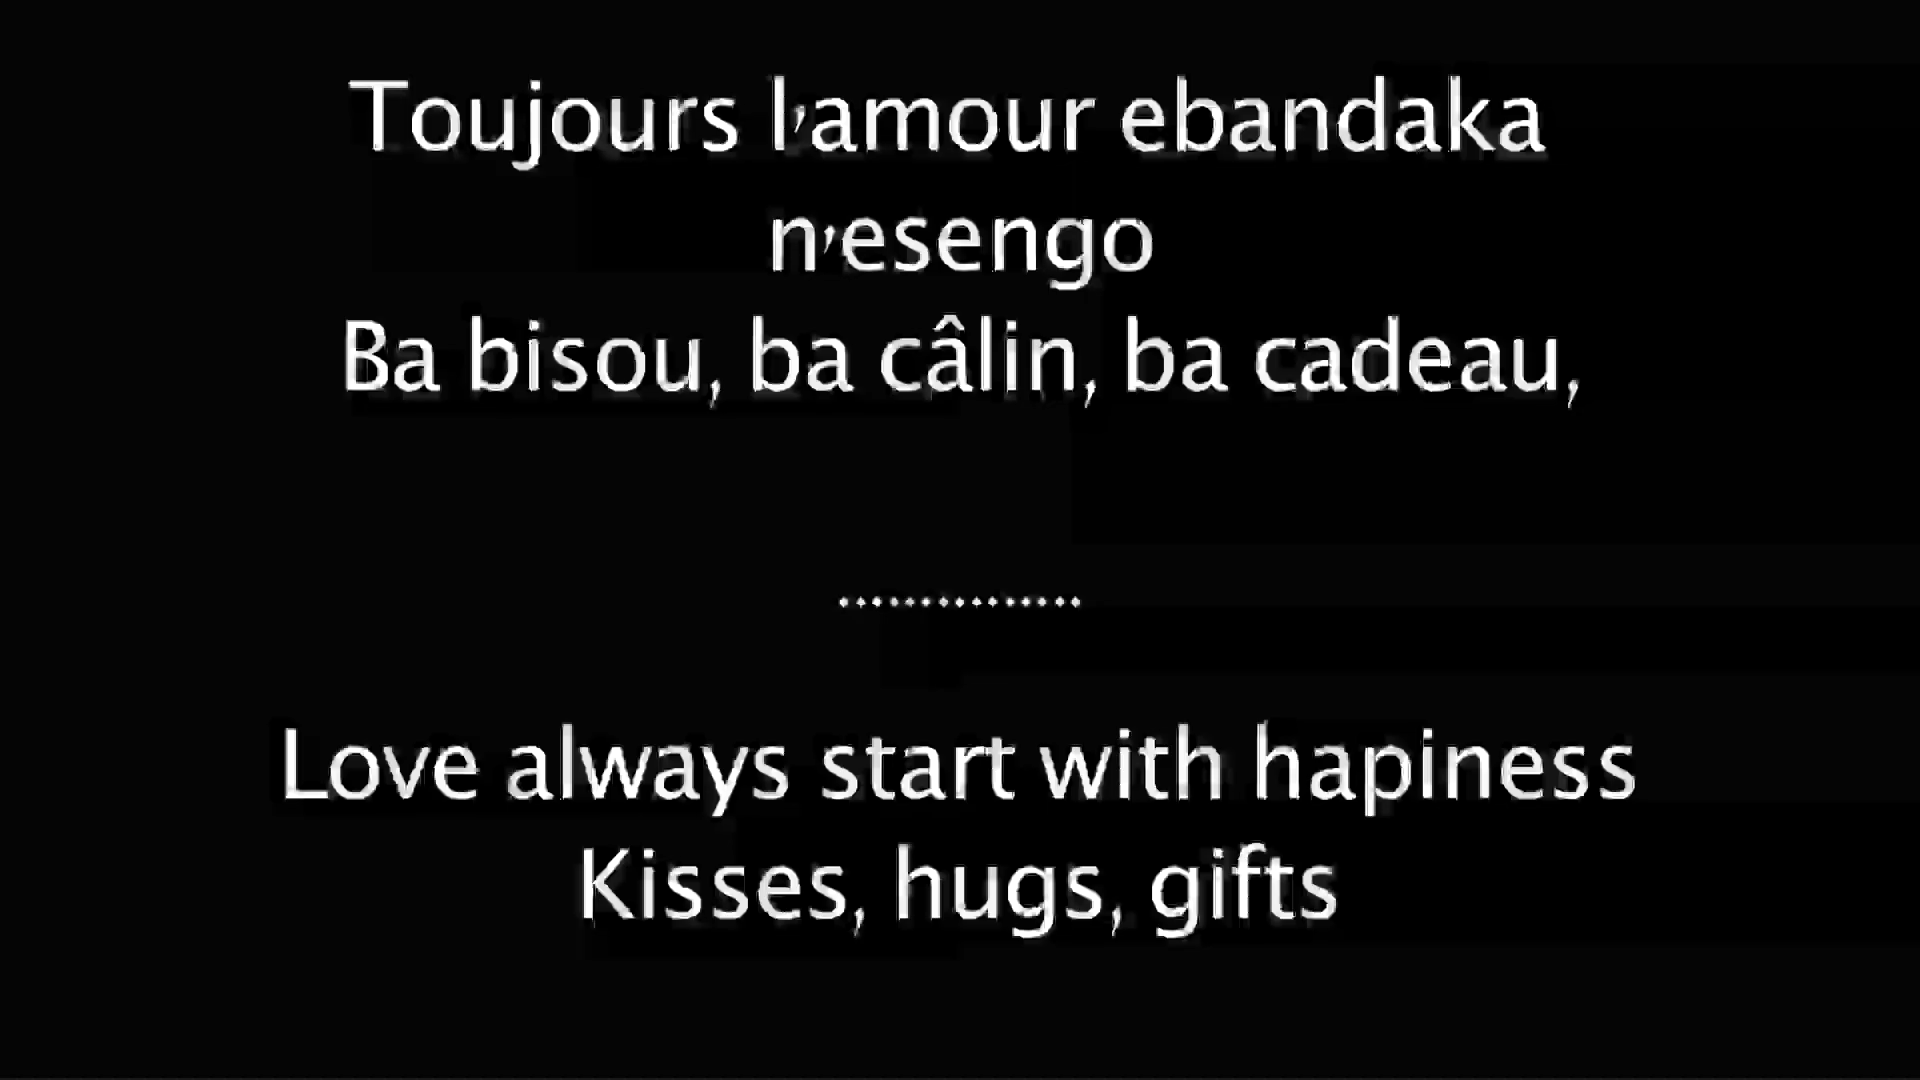 Toujours l'amour ebandaka
n'esengo
Ba bisou, ba câlin, ba cadeau,
...............
Love always start with hapiness
Kisses, hugs, gifts